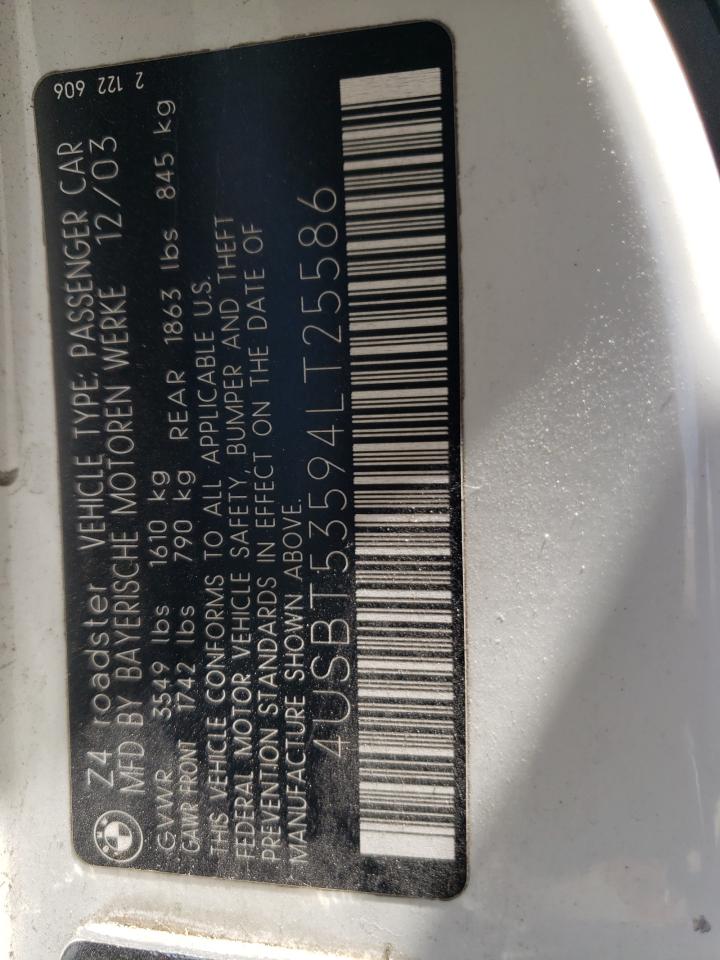 Z4 roadster VEHICLE TYPE: PASSENGER CAR
MFD BY BAYERISCHE MOTOREN WERKE 12/03
GVWR 3549 lbs 1610 kg
GAWR FRONT 1742 lbs 790 kg REAR 1863 lbs 845 kg
THIS VEHICLE CONFORMS TO ALL APPLICABLE U.S.
FEDERAL MOTOR VEHICLE SAFETY, BUMPER AND THEFT
PREVENTION STANDARDS IN EFFECT ON THE DATE OF
MANUFACTURE SHOWN ABOVE.
4USBT53594LT25586
2 122 606
BMW